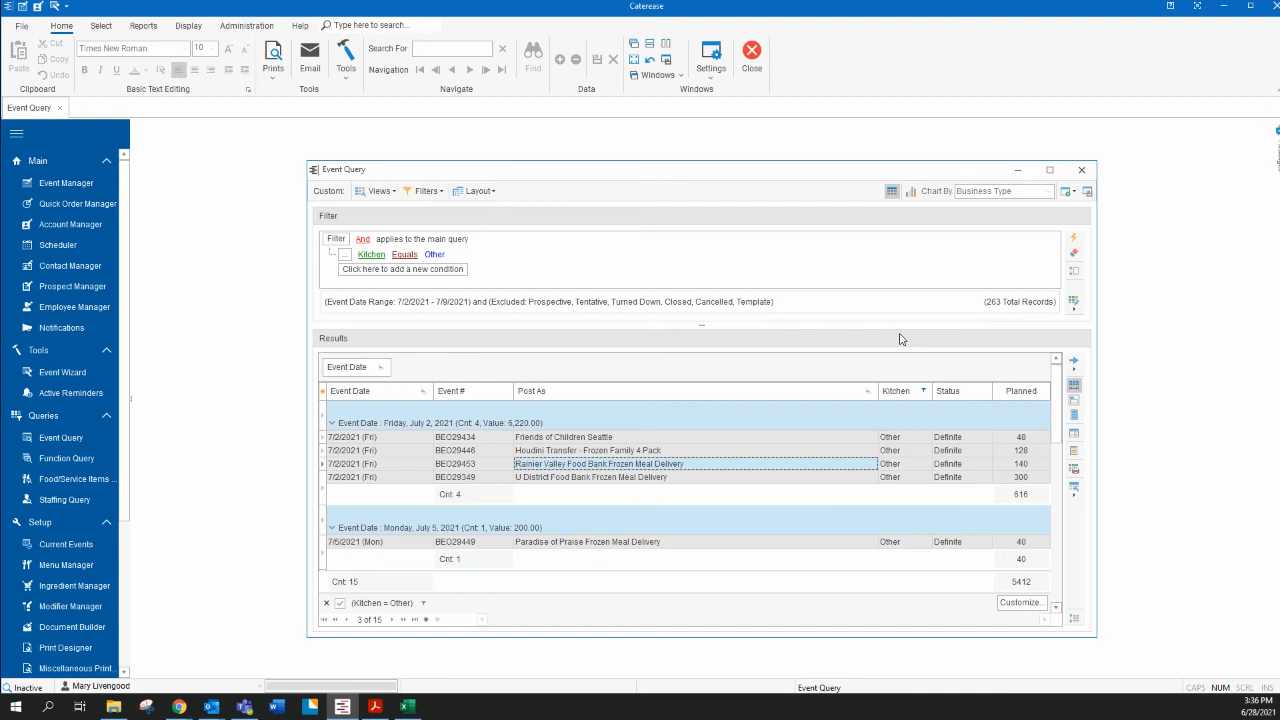 Caterease
File Home Select Reports Display Administration Help Type here to search...
Cut
Copy
Paste Undo
Times New Roman 10
B I U
Prints Email Tools
Search For
Navigation
Find
Windows
Settings Close
Clipboard Basic Text Editing Tools Navigate Data Windows
Event Query
Main
Event Manager
Quick Order Manager
Account Manager
Scheduler
Contact Manager
Prospect Manager
Employee Manager
Notifications
Tools
Event Wizard
Active Reminders
Queries
Event Query
Function Query
Food/Service Items ...
Staffing Query
Setup
Current Events
Menu Manager
Ingredient Manager
Modifier Manager
Document Builder
Print Designer
Miscellaneous Print...
Event Query
Custom: Views Filters Layout Chart By Business Type
Filter
Filter And applies to the main query
... Kitchen Equals Other
Click here to add a new condition
(Event Date Range: 7/2/2021 - 7/9/2021) and (Excluded: Prospective, Tentative, Turned Down, Closed, Cancelled, Template) (263 Total Records)
Results
Event Date
Event Date Event # Post As Kitchen Status Planned
Event Date : Friday, July 2, 2021 (Cnt: 4, Value: 6,220.00)
7/2/2021 (Fri) BEO29434 Friends of Children Seattle Other Definite 48
7/2/2021 (Fri) BEO29446 Houdini Transfer - Frozen Family 4 Pack Other Definite 128
7/2/2021 (Fri) BEO29453 Rainier Valley Food Bank Frozen Meal Delivery Other Definite 140
7/2/2021 (Fri) BEO29349 U District Food Bank Frozen Meal Delivery Other Definite 300
Cnt: 4 616
Event Date : Monday, July 5, 2021 (Cnt: 1, Value: 200.00)
7/5/2021 (Mon) BEO29449 Paradise of Praise Frozen Meal Delivery Other Definite 40
Cnt: 1 40
Cnt: 15 5412
(Kitchen = Other) Customize...
3 of 15
Inactive Mary Livengood Event Query CAPS NUM SCRL INS
3:36 PM
6/28/2021